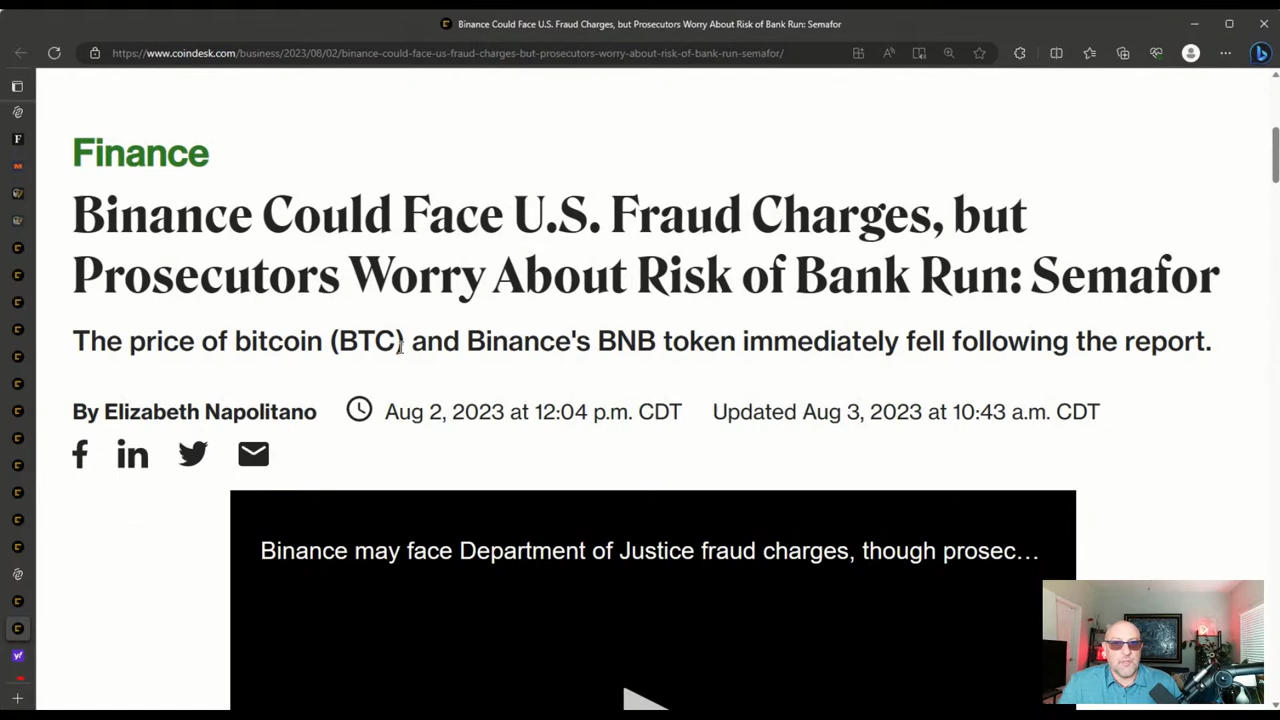 Binance Could Face U.S. Fraud Charges, but Prosecutors Worry About Risk of Bank Run: Semafor
https://www.coindesk.com/business/2023/08/02/binance-could-face-us-fraud-charges-but-prosecutors-worry-about-risk-of-bank-run-semafor/
Finance
Binance Could Face U.S. Fraud Charges, but
Prosecutors Worry About Risk of Bank Run: Semafor
The price of bitcoin (BTC) and Binance's BNB token immediately fell following the report.
By Elizabeth Napolitano Aug 2, 2023 at 12:04 p.m. CDT Updated Aug 3, 2023 at 10:43 a.m. CDT
Binance may face Department of Justice fraud charges, though prosec…